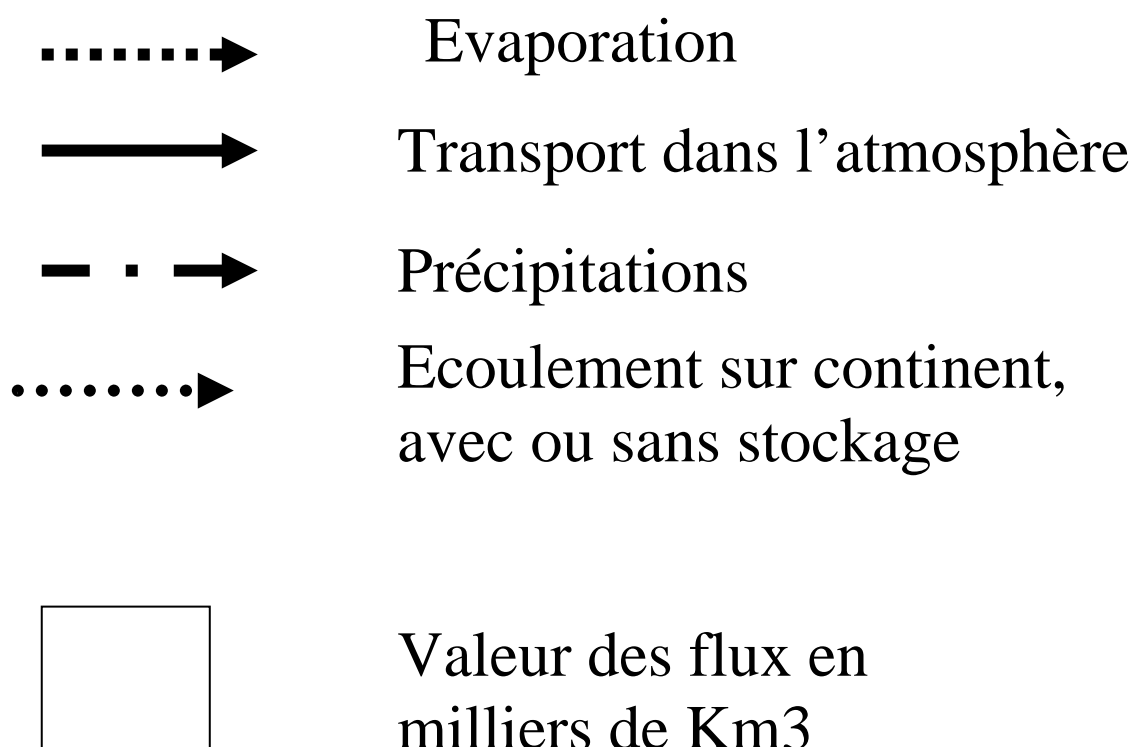 Evaporation
Transport dans l’atmosphère
Précipitations
Ecoulement sur continent,
avec ou sans stockage
Valeur des flux en
milliers de Km3